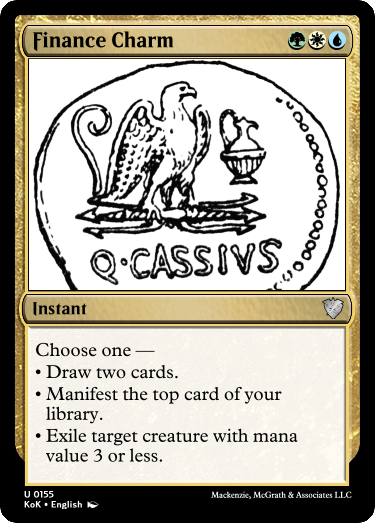 Finance Charm
Q·CASSIVS
Instant
Choose one —
• Draw two cards.
• Manifest the top card of your
library.
• Exile target creature with mana
value 3 or less.
U 0155
KoK • English
Mackenzie, McGrath & Associates LLC